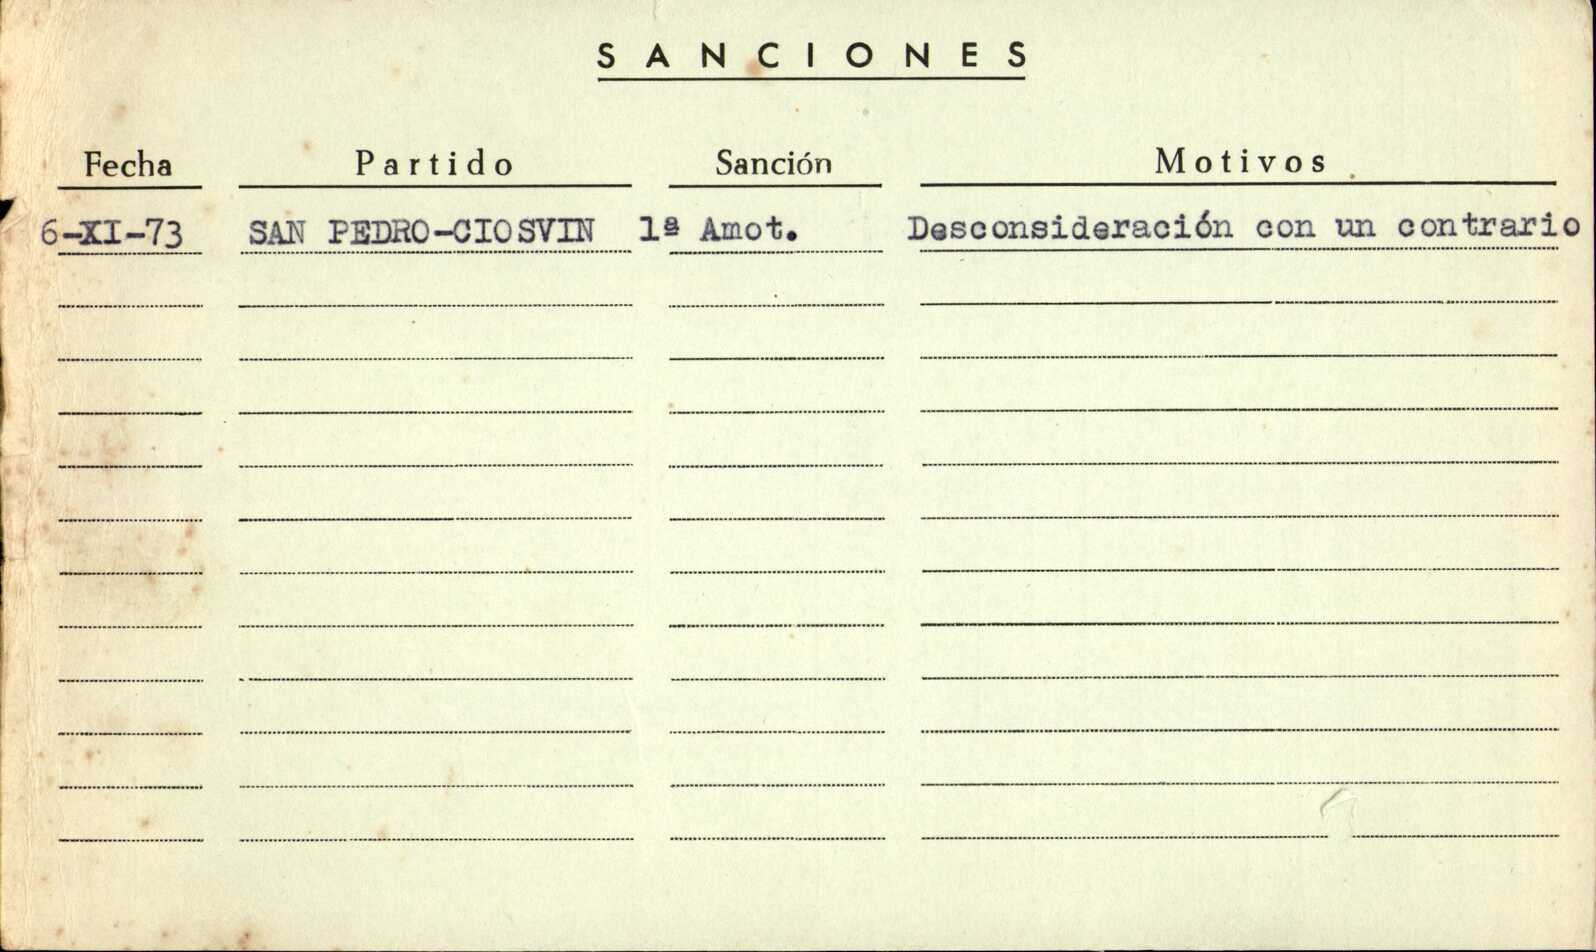 SANCIONES
Fecha Partido Sanción Motivos
6-XI-73 SAN PEDRO-CIOSVIN 1ª Amot. Desconsideración con un contrario